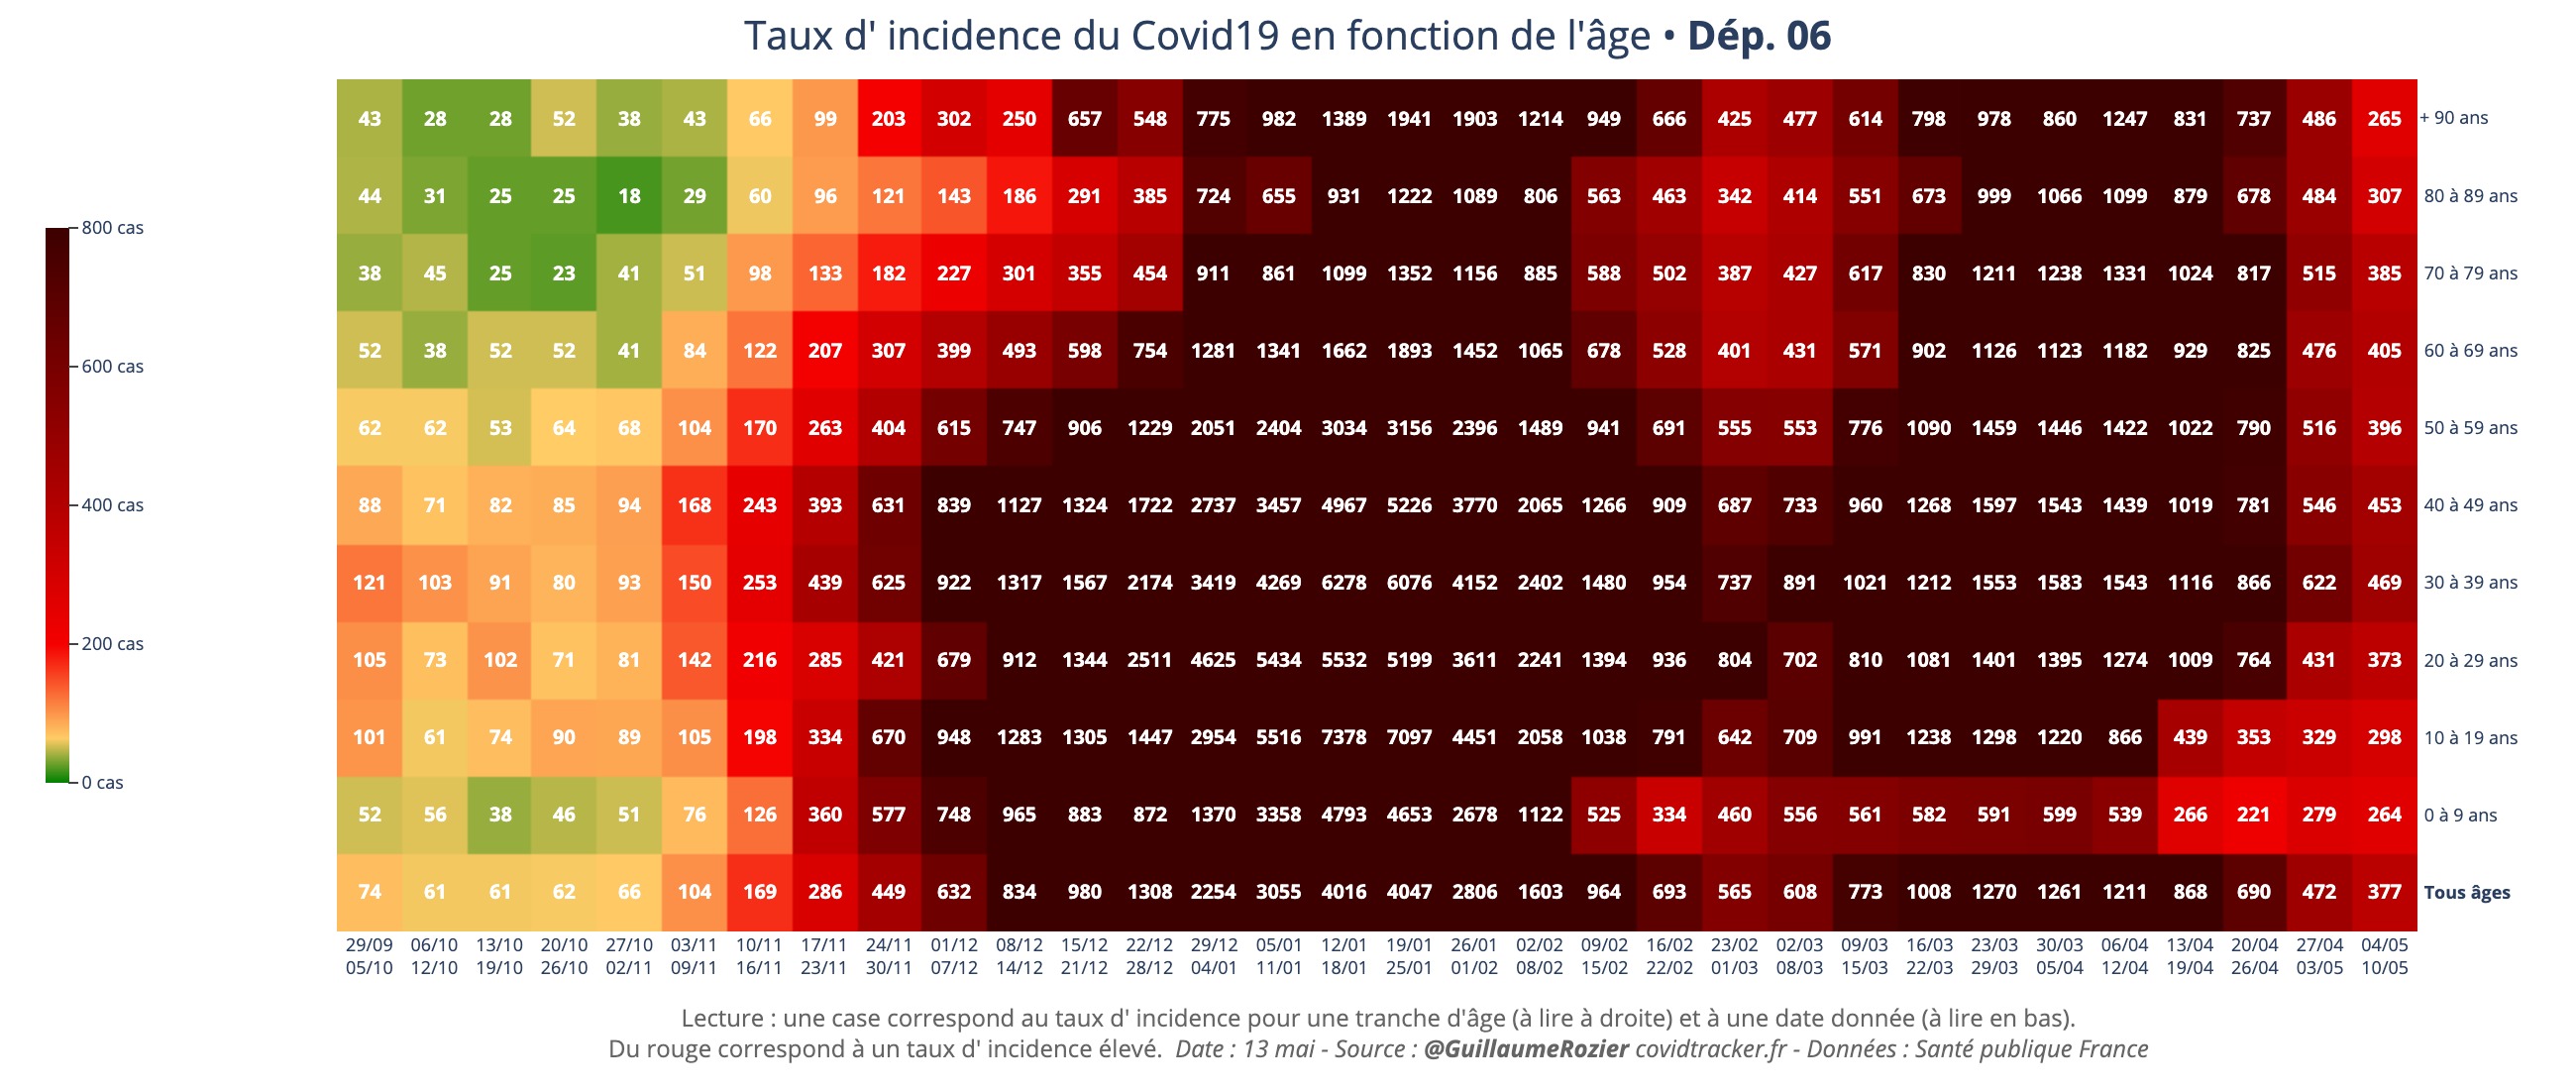 Taux d' incidence du Covid19 en fonction de l'âge • Dép. 06
800 cas
600 cas
400 cas
200 cas
0 cas
43 28 28 52 38 43 66 99 203 302 250 657 548 775 982 1389 1941 1903 1214 949 666 425 477 614 798 978 860 1247 831 737 486 265 + 90 ans
44 31 25 25 18 29 60 96 121 143 186 291 385 724 655 931 1222 1089 806 563 463 342 414 551 673 999 1066 1099 879 678 484 307 80 à 89 ans
38 45 25 23 41 51 98 133 182 227 301 355 454 911 861 1099 1352 1156 885 588 502 387 427 617 830 1211 1238 1331 1024 817 515 385 70 à 79 ans
52 38 52 52 41 84 122 207 307 399 493 598 754 1281 1341 1662 1893 1452 1065 678 528 401 431 571 902 1126 1123 1182 929 825 476 405 60 à 69 ans
62 62 53 64 68 104 170 263 404 615 747 906 1229 2051 2404 3034 3156 2396 1489 941 691 555 553 776 1090 1459 1446 1422 1022 790 516 396 50 à 59 ans
88 71 82 85 94 168 243 393 631 839 1127 1324 1722 2737 3457 4967 5226 3770 2065 1266 909 687 733 960 1268 1597 1543 1439 1019 781 546 453 40 à 49 ans
121 103 91 80 93 150 253 439 625 922 1317 1567 2174 3419 4269 6278 6076 4152 2402 1480 954 737 891 1021 1212 1553 1583 1543 1116 866 622 469 30 à 39 ans
105 73 102 71 81 142 216 285 421 679 912 1344 2511 4625 5434 5532 5199 3611 2241 1394 936 804 702 810 1081 1401 1395 1274 1009 764 431 373 20 à 29 ans
101 61 74 90 89 105 198 334 670 948 1283 1305 1447 2954 5516 7378 7097 4451 2058 1038 791 642 709 991 1238 1298 1220 866 439 353 329 298 10 à 19 ans
52 56 38 46 51 76 126 360 577 748 965 883 872 1370 3358 4793 4653 2678 1122 525 334 460 556 561 582 591 599 539 266 221 279 264 0 à 9 ans
74 61 61 62 66 104 169 286 449 632 834 980 1308 2254 3055 4016 4047 2806 1603 964 693 565 608 773 1008 1270 1261 1211 868 690 472 377 Tous âges
29/09 06/10 13/10 20/10 27/10 03/11 10/11 17/11 24/11 01/12 08/12 15/12 22/12 29/12 05/01 12/01 19/01 26/01 02/02 09/02 16/02 23/02 02/03 09/03 16/03 23/03 30/03 06/04 13/04 20/04 27/04 04/05
05/10 12/10 19/10 26/10 02/11 09/11 16/11 23/11 30/11 07/12 14/12 21/12 28/12 04/01 11/01 18/01 25/01 01/02 08/02 15/02 22/02 01/03 08/03 15/03 22/03 29/03 05/04 12/04 19/04 26/04 03/05 10/05
Lecture : une case correspond au taux d' incidence pour une tranche d'âge (à lire à droite) et à une date donnée (à lire en bas).
Du rouge correspond à un taux d' incidence élevé. Date : 13 mai - Source : @GuillaumeRozier covidtracker.fr - Données : Santé publique France